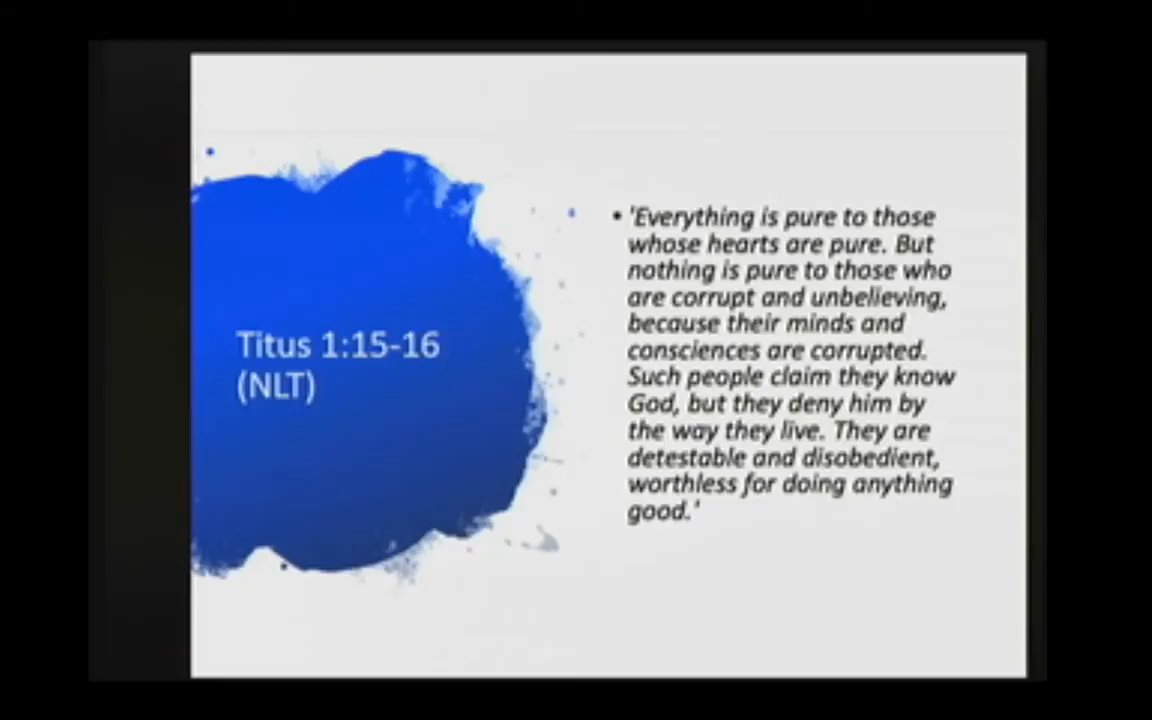 Titus 1:15-16
(NLT)
• 'Everything is pure to those
whose hearts are pure. But
nothing is pure to those who
are corrupt and unbelieving,
because their minds and
consciences are corrupted.
Such people claim they know
God, but they deny him by
the way they live. They are
detestable and disobedient,
worthless for doing anything
good.'